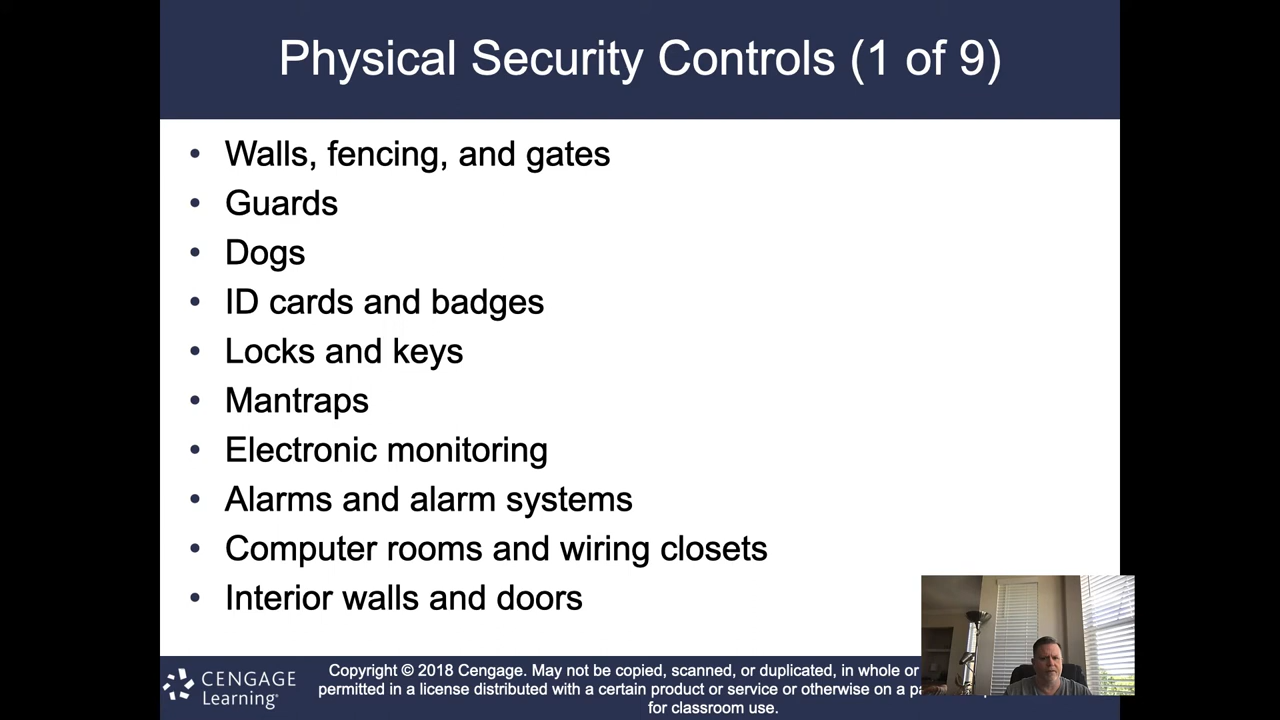 Physical Security Controls (1 of 9)
• Walls, fencing, and gates
• Guards
• Dogs
• ID cards and badges
• Locks and keys
• Mantraps
• Electronic monitoring
• Alarms and alarm systems
• Computer rooms and wiring closets
• Interior walls and doors
CENGAGE
Learning
Copyright © 2018 Cengage. May not be copied, scanned, or duplicated, in whole or
permitted in a license distributed with a certain product or service or otherwise on a
for classroom use.